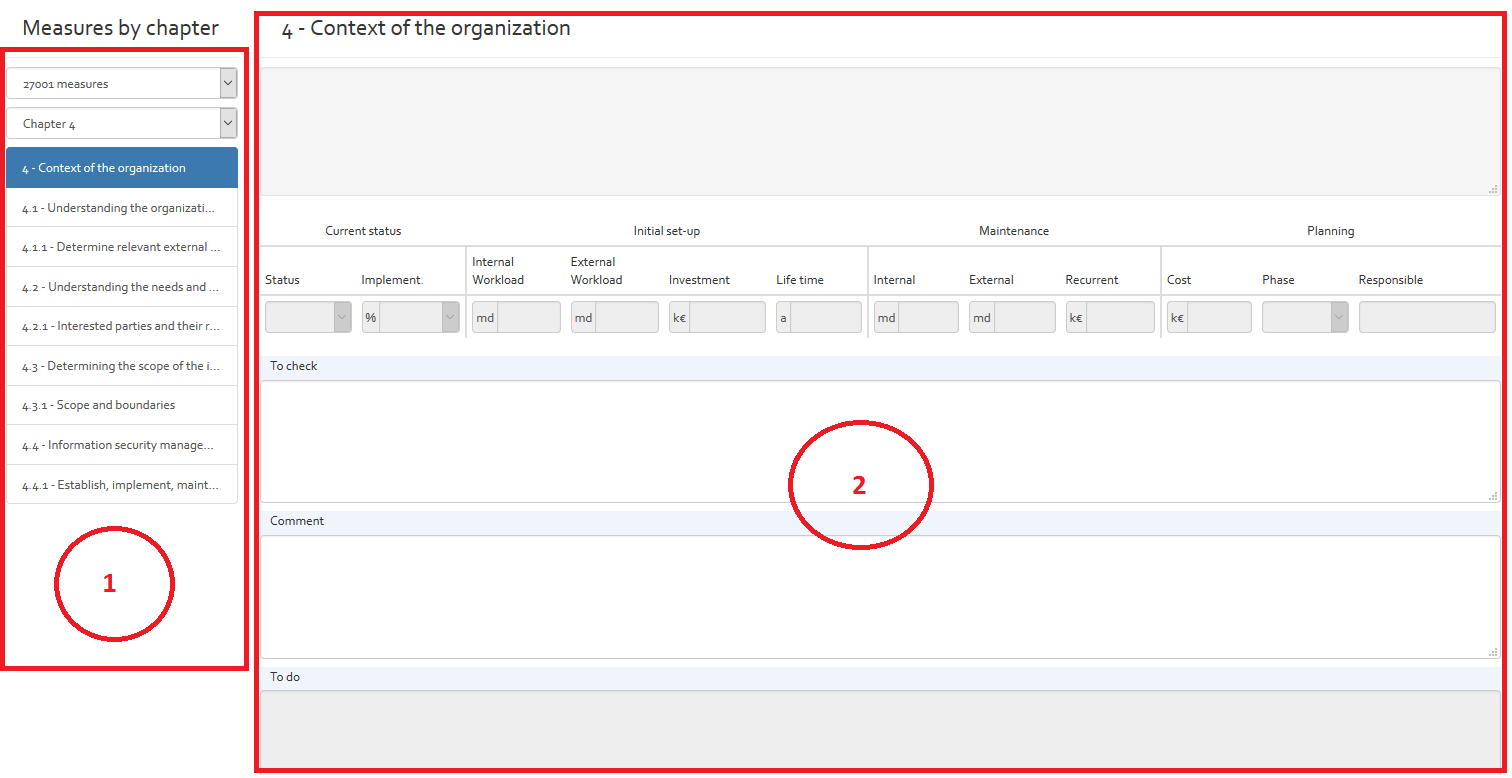 Measures by chapter
27001 measures
Chapter 4
4 - Context of the organization
4.1 - Understanding the organizati...
4.1.1 - Determine relevant external ...
4.2 - Understanding the needs and ...
4.2.1 - Interested parties and their r...
4.3 - Determining the scope of the i...
4.3.1 - Scope and boundaries
4.4 - Information security manage...
4.4.1 - Establish, implement, maint...
1
4 - Context of the organization
Current status Initial set-up Maintenance Planning
Status Implement. Internal Workload External Workload Investment Life time Internal External Recurrent Cost Phase Responsible
% md md k€ a md md k€ k€
To check
2
Comment
To do